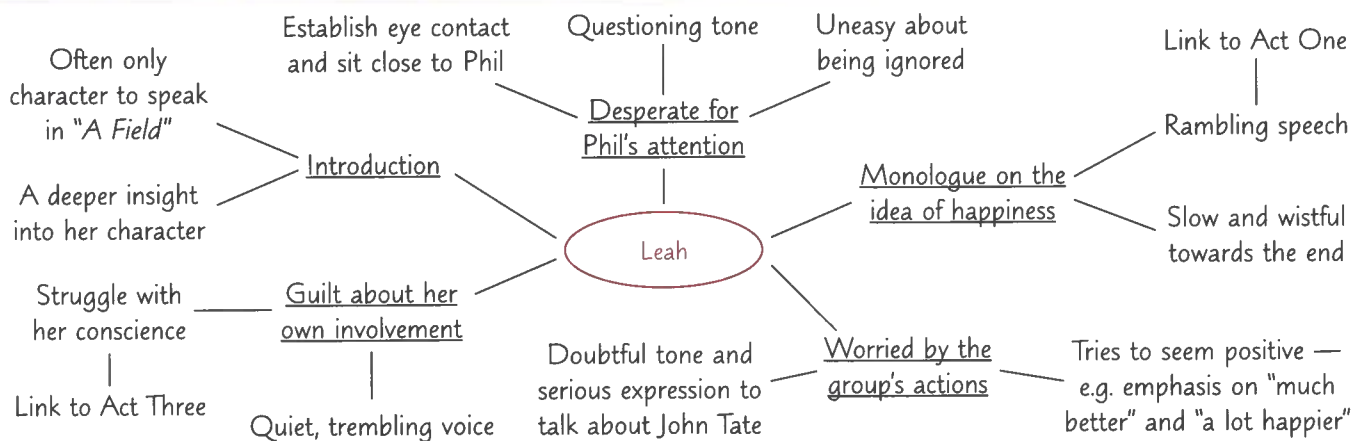 Often only
character to speak
in "A Field"
A deeper insight
into her character
Introduction
Establish eye contact
and sit close to Phil
Questioning tone
Uneasy about
being ignored
Desperate for
Phil's attention
Link to Act One
Rambling speech
Monologue on the
idea of happiness
Slow and wistful
towards the end
Leah
Struggle with
her conscience
Link to Act Three
Guilt about her
own involvement
Quiet, trembling voice
Doubtful tone and
serious expression to
talk about John Tate
Worried by the
group's actions
Tries to seem positive —
e.g. emphasis on "much
better" and "a lot happier"